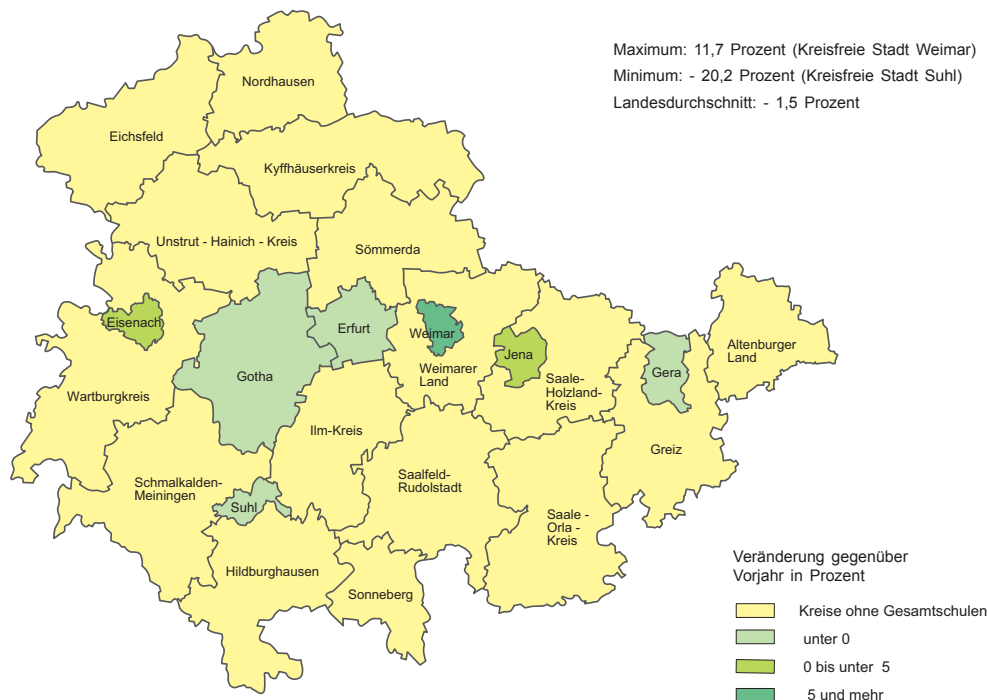 Maximum: 11,7 Prozent (Kreisfreie Stadt Weimar)
Minimum: - 20,2 Prozent (Kreisfreie Stadt Suhl)
Landesdurchschnitt: - 1,5 Prozent
Nordhausen
Eichsfeld
Kyffhäuserkreis
Unstrut - Hainich - Kreis
Sömmerda
Eisenach
Erfurt
Weimar
Jena
Gotha
Weimarer
Land
Saale-
Holzland-
Kreis
Gera
Altenburger
Land
Wartburgkreis
Ilm-Kreis
Greiz
Schmalkalden-
Meiningen
Saalfeld-
Rudolstadt
Suhl
Saale -
Orla -
Kreis
Hildburghausen
Sonneberg
Veränderung gegenüber
Vorjahr in Prozent
Kreise ohne Gesamtschulen
unter 0
0 bis unter 5
5 und mehr